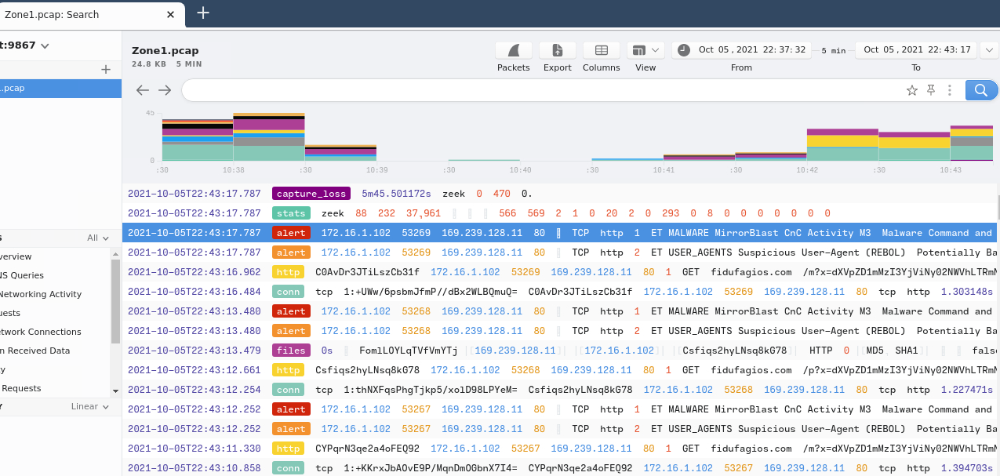 Zone1.pcap: Search
t:9867
Zone1.pcap
24.8 KB 5 MIN
Packets Export Columns View
Oct 05 , 2021 22: 37: 32 5 min Oct 05 , 2021 22: 43: 17
From To
.pcap
45
0
:30 10:38 :30 10:39 :30 10:40 :30 10:41 :30 10:42 :30 10:43
2021-10-05T22:43:17.787 capture_loss 5m45.501172s zeek 0 470 0.
2021-10-05T22:43:17.787 stats zeek 88 232 37,961 566 569 2 1 0 20 2 0 293 0 8 0 0 0 0 0 0 0
2021-10-05T22:43:17.787 alert 172.16.1.102 53269 169.239.128.11 80 TCP http 1 ET MALWARE MirrorBlast CnC Activity M3 Malware Command and
2021-10-05T22:43:17.787 alert 172.16.1.102 53269 169.239.128.11 80 TCP http 2 ET USER_AGENTS Suspicious User-Agent (REBOL) Potentially Ba
2021-10-05T22:43:16.962 http C0AvDr3JTiLszCb31f 172.16.1.102 53269 169.239.128.11 80 1 GET fidufagios.com /m?x=dXVpZD1mMzI3YjViNy02NWVhLTRmN
2021-10-05T22:43:16.484 conn tcp 1:+UWw/6psbmJfmP//dBx2WLBQmuQ= C0AvDr3JTiLszCb31f 172.16.1.102 53269 169.239.128.11 80 tcp http 1.303148s
2021-10-05T22:43:13.480 alert 172.16.1.102 53268 169.239.128.11 80 TCP http 1 ET MALWARE MirrorBlast CnC Activity M3 Malware Command and
2021-10-05T22:43:13.480 alert 172.16.1.102 53268 169.239.128.11 80 TCP http 2 ET USER_AGENTS Suspicious User-Agent (REBOL) Potentially Ba
2021-10-05T22:43:13.479 files 0s FomlLOYLqTVfVmYTj [169.239.128.11] [172.16.1.102] [Csfiqs2hyLNsq8kG78] HTTP 0 [MD5, SHA1] fals
2021-10-05T22:43:12.661 http Csfiqs2hyLNsq8kG78 172.16.1.102 53268 169.239.128.11 80 1 GET fidufagios.com /m?x=dXVpZD1mMzI3YjViNy02NWVhLTRmN
2021-10-05T22:43:12.254 conn tcp 1:thNXFqsPhgTjkp5/xolD98LPYeM= Csfiqs2hyLNsq8kG78 172.16.1.102 53268 169.239.128.11 80 tcp http 1.227471s
2021-10-05T22:43:12.252 alert 172.16.1.102 53267 169.239.128.11 80 TCP http 1 ET MALWARE MirrorBlast CnC Activity M3 Malware Command and
2021-10-05T22:43:12.252 alert 172.16.1.102 53267 169.239.128.11 80 TCP http 2 ET USER_AGENTS Suspicious User-Agent (REBOL) Potentially Ba
2021-10-05T22:43:11.330 http CYPqrN3qe2a4oFEQ92 172.16.1.102 53267 169.239.128.11 80 1 GET fidufagios.com /m?x=dXVpZD1mMzI3YjViNy02NWVhLTRmN
2021-10-05T22:43:10.858 conn tcp 1:+KKrxJbAOvE9P/MqnDmOGbnX7I4= CYPqrN3qe2a4oFEQ92 172.16.1.102 53267 169.239.128.11 80 tcp http 1.394703s
S All
verview
NS Queries
Networking Activity
uests
etwork Connections
n Received Data
ty
Requests
Y Linear